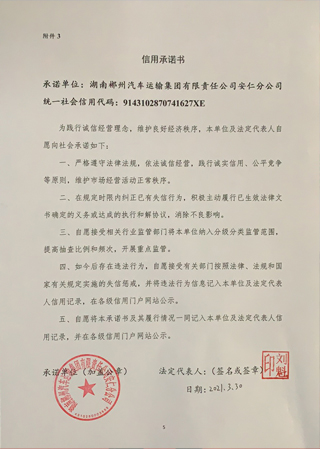 附件 3
信用承诺书
承诺单位：湖南郴州汽车运输集团有限责任公司安仁分公司
统一社会信用代码：9143102870741627XE
为践行诚信经营理念，维护良好经济秩序，本单位及法定代表人自
愿向社会承诺如下：
一、严格遵守法律法规，依法诚信经营，践行诚实信用、公平竞争
等原则，维护市场经营活动正常秩序。
二、在规定时限内纠正已有失信行为，积极主动履行已生效法律文
书确定的义务或达成的执行和解协议，消除不良影响。
三、自愿接受相关行业监管部门将本单位纳入分级分类监管范围，
提高抽查比例和频次，开展重点监管。
四、如今后存在违法行为，自愿接受有关部门按照法律、法规和国
家有关规定实施的失信惩戒，并将违法行为信息记入本单位及法定代表
人信用记录，在各级信用门户网站公示。
五、自愿将本承诺书及其履行情况一同记入本单位及法定代表人信
用记录，并在各级信用门户网站公示。
承诺单位（加盖公章） 法定代表人：（签名或签章）
日期：2021.3.30
5